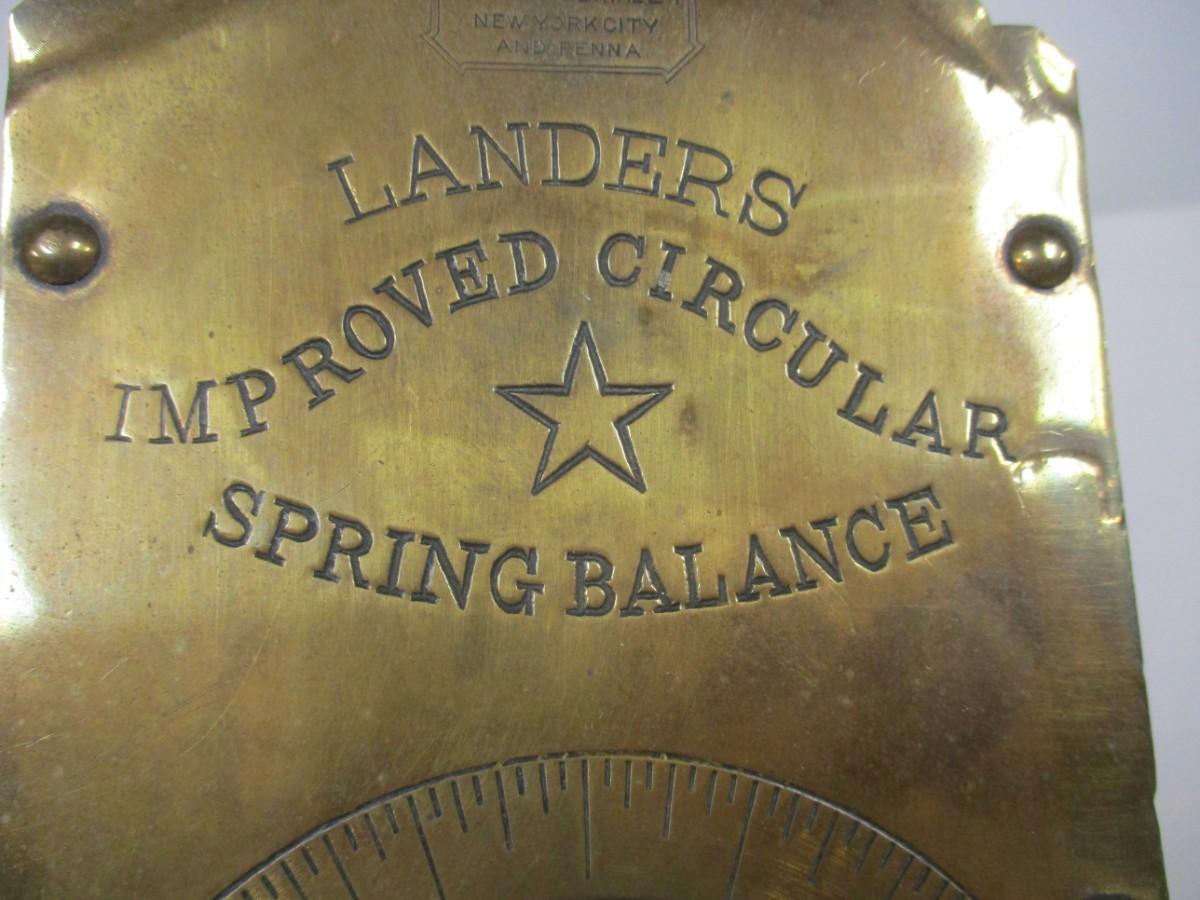 NEW YORK CITY
AND PENNA
LANDERS
IMPROVED CIRCULAR
SPRING BALANCE